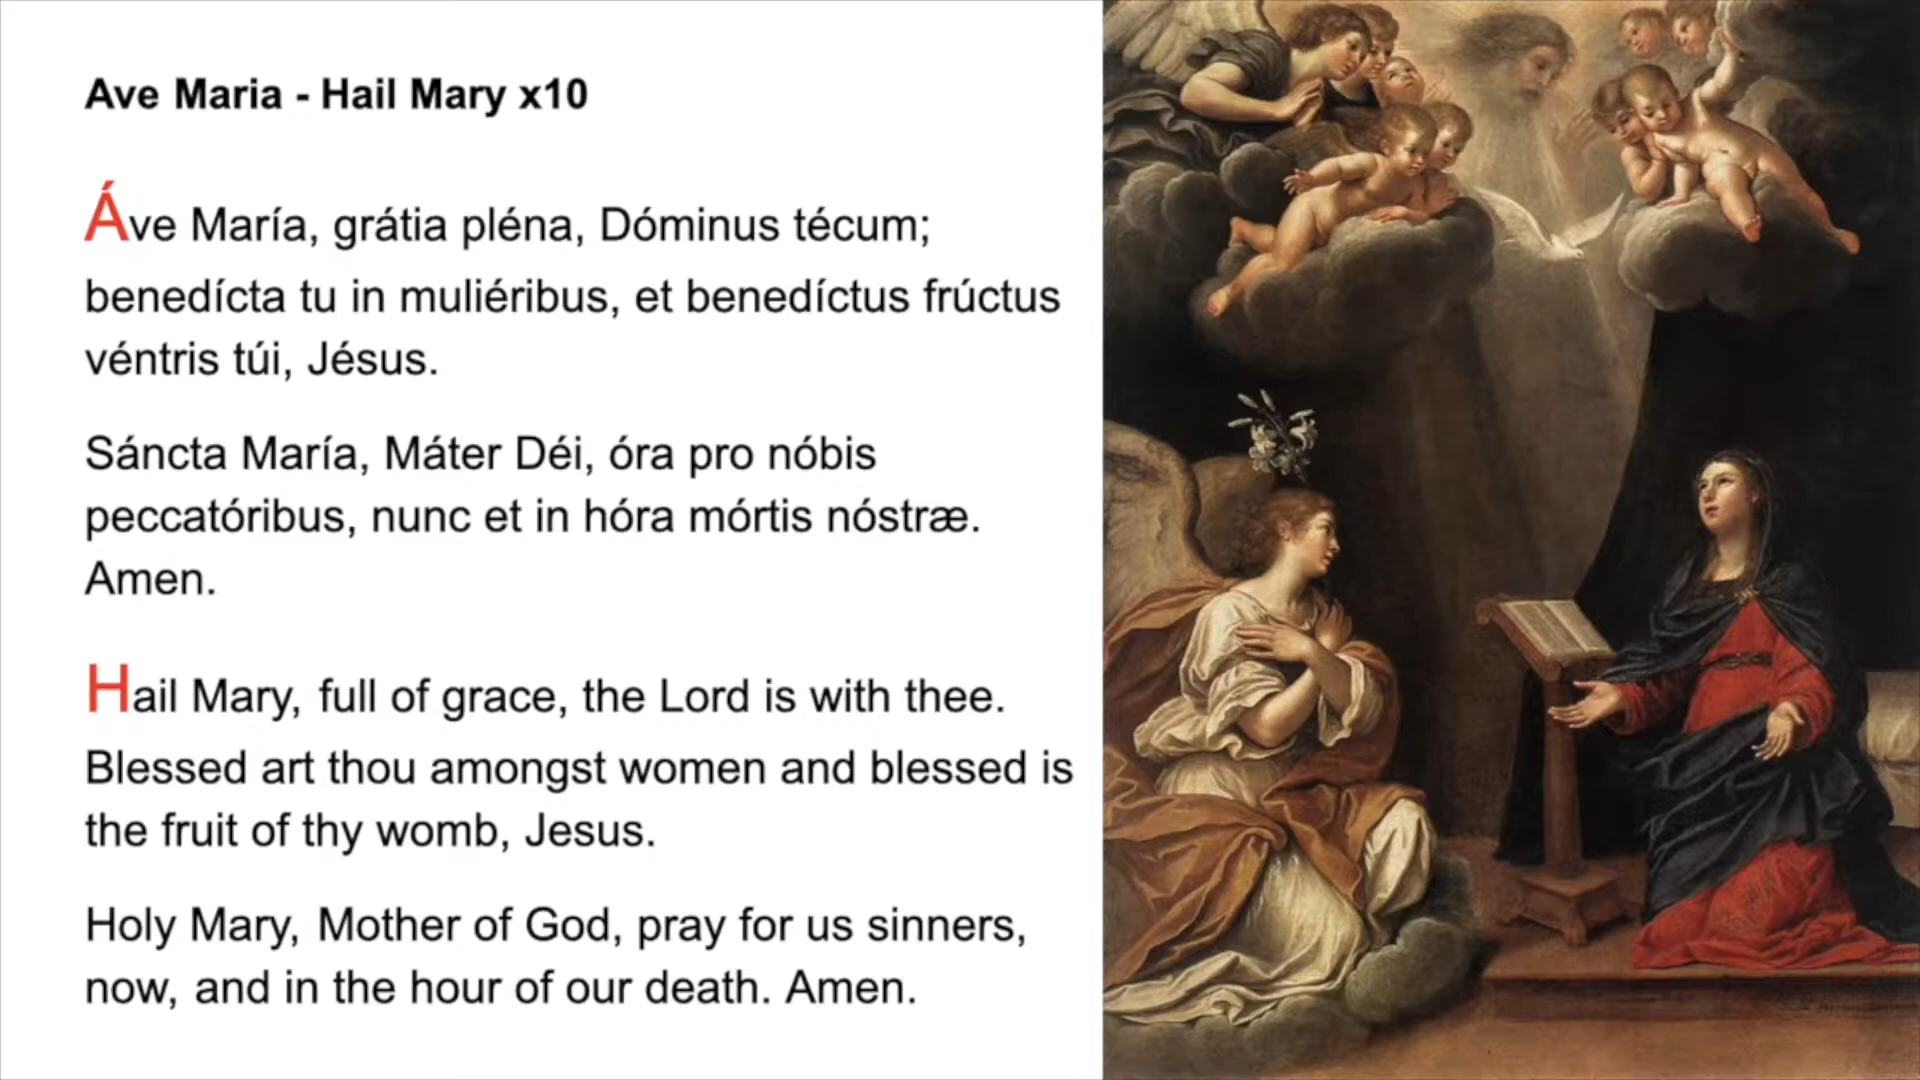 Ave Maria - Hail Mary x10
Áve María, grátia pléna, Dóminus técum;
benedícta tu in muliéribus, et benedíctus frúctus
véntris túi, Jésus.
Sáncta María, Máter Déi, óra pro nóbis
peccatóribus, nunc et in hóra mórtis nóstræ.
Amen.
Hail Mary, full of grace, the Lord is with thee.
Blessed art thou amongst women and blessed is
the fruit of thy womb, Jesus.
Holy Mary, Mother of God, pray for us sinners,
now, and in the hour of our death. Amen.